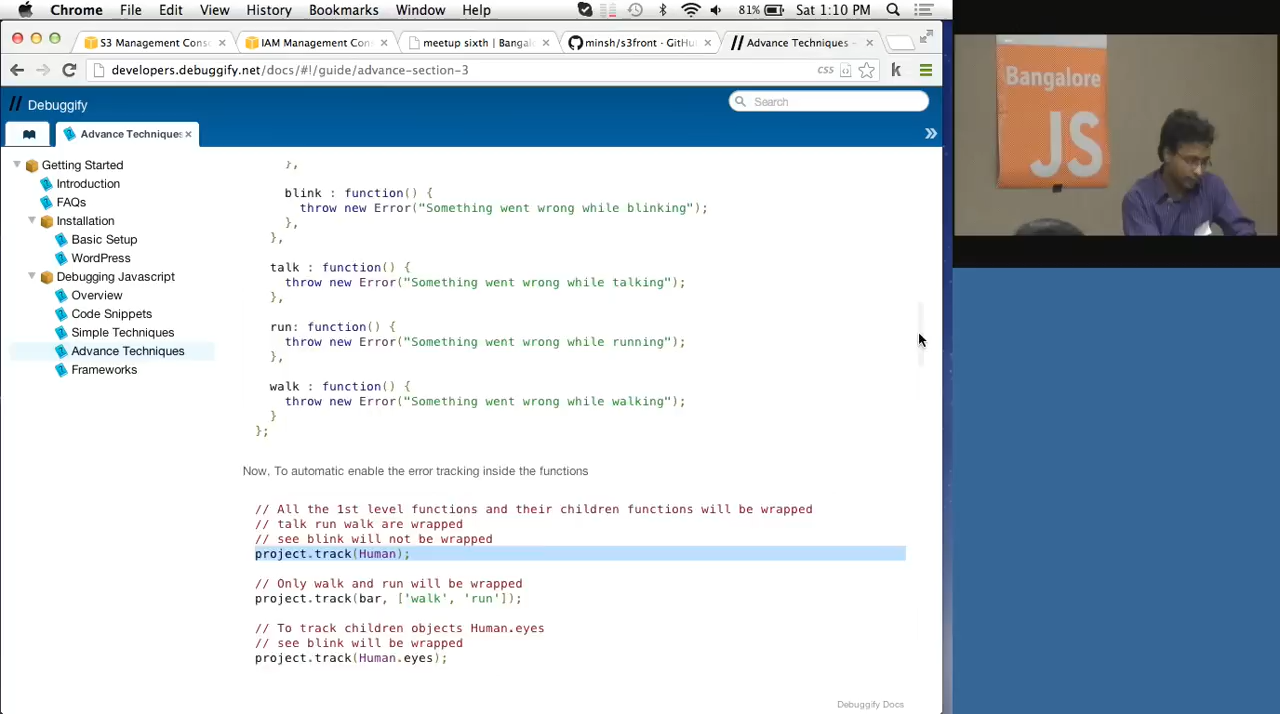 Chrome File Edit View History Bookmarks Window Help 81% Sat 1:10 PM
S3 Management Cons
IAM Management Con
meetup sixth | Bangal
minsh/s3front · GitHu
// Advance Techniques -
developers.debuggify.net/docs/#!/guide/advance-section-3
CSS
k
// Debuggify
Search
Advance Techniques
»
Getting Started
Introduction
FAQs
Installation
Basic Setup
WordPress
Debugging Javascript
Overview
Code Snippets
Simple Techniques
Advance Techniques
Frameworks
},
blink : function() {
throw new Error("Something went wrong while blinking");
},
},
talk : function() {
throw new Error("Something went wrong while talking");
},
run: function() {
throw new Error("Something went wrong while running");
},
walk : function() {
throw new Error("Something went wrong while walking");
}
};
Now, To automatic enable the error tracking inside the functions
// All the 1st level functions and their children functions will be wrapped
// talk run walk are wrapped
// see blink will not be wrapped
project.track(Human);
// Only walk and run will be wrapped
project.track(bar, ['walk', 'run']);
// To track children objects Human.eyes
// see blink will be wrapped
project.track(Human.eyes);
Debuggify Docs
Bangalore
JS